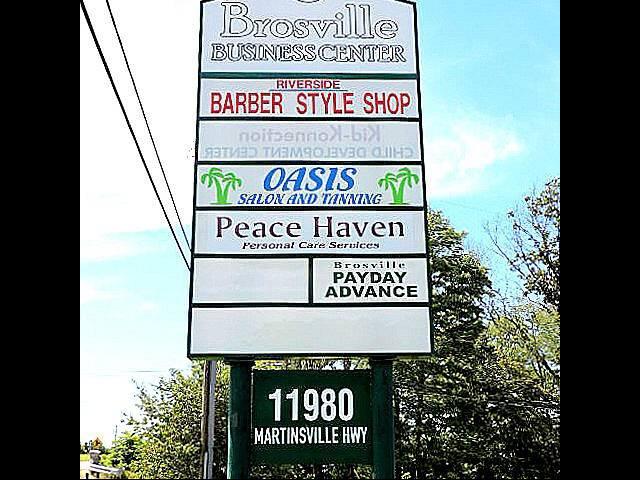 Brosville
BUSINESS CENTER
RIVERSIDE
BARBER STYLE SHOP
Kid-Konnection
CHILD DEVELOPMENT CENTER
OASIS
SALON AND TANNING
Peace Haven
Personal Care Services
Brosville
PAYDAY
ADVANCE
11980
MARTINSVILLE HWY